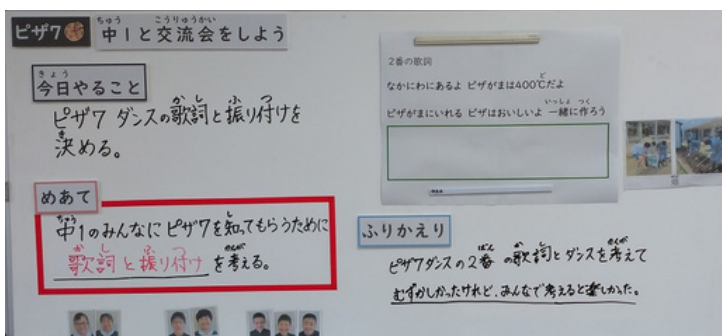 ピザ7 中1と交流会をしよう
今日やること
ピザ7 ダンスの歌詞と振り付けを
決める。
めあて
中1のみんなに ピザ7を知ってもらうために
歌詞と振り付けを考える。
2番の歌詞
なかにわにあるよ ピザがまは400℃だよ
ピザがまにいれる ピザはおいしいよ 一緒に作ろう
ふりかえり
ピザ7ダンスの2番の歌詞とダンスを考えて
むずかしかったけれど、みんなで考えると楽しかった。